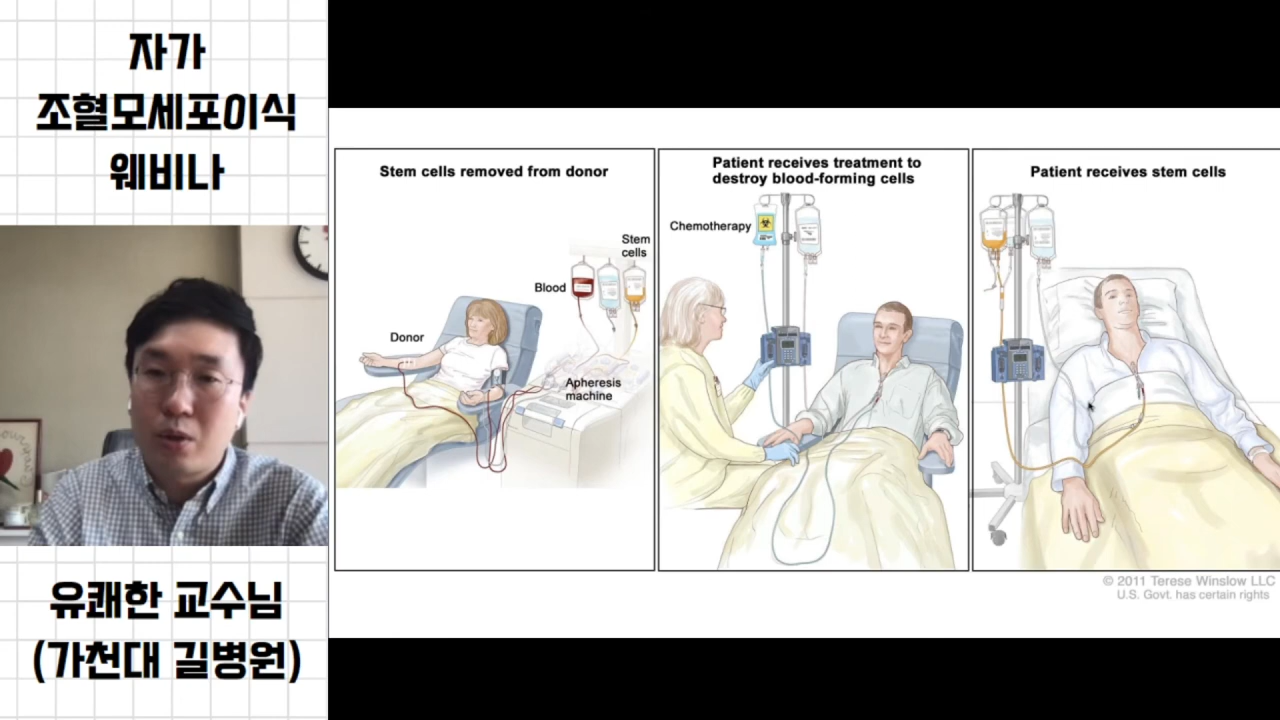 자가
조혈모세포이식
웨비나
유쾌한 교수님
(가천대 길병원)
Stem cells removed from donor
Stem
cells
Blood
Donor
Apheresis
machine
Patient receives treatment to
destroy blood-forming cells
Chemotherapy
Patient receives stem cells
© 2011 Terese Winslow LLC
U.S. Govt. has certain rights